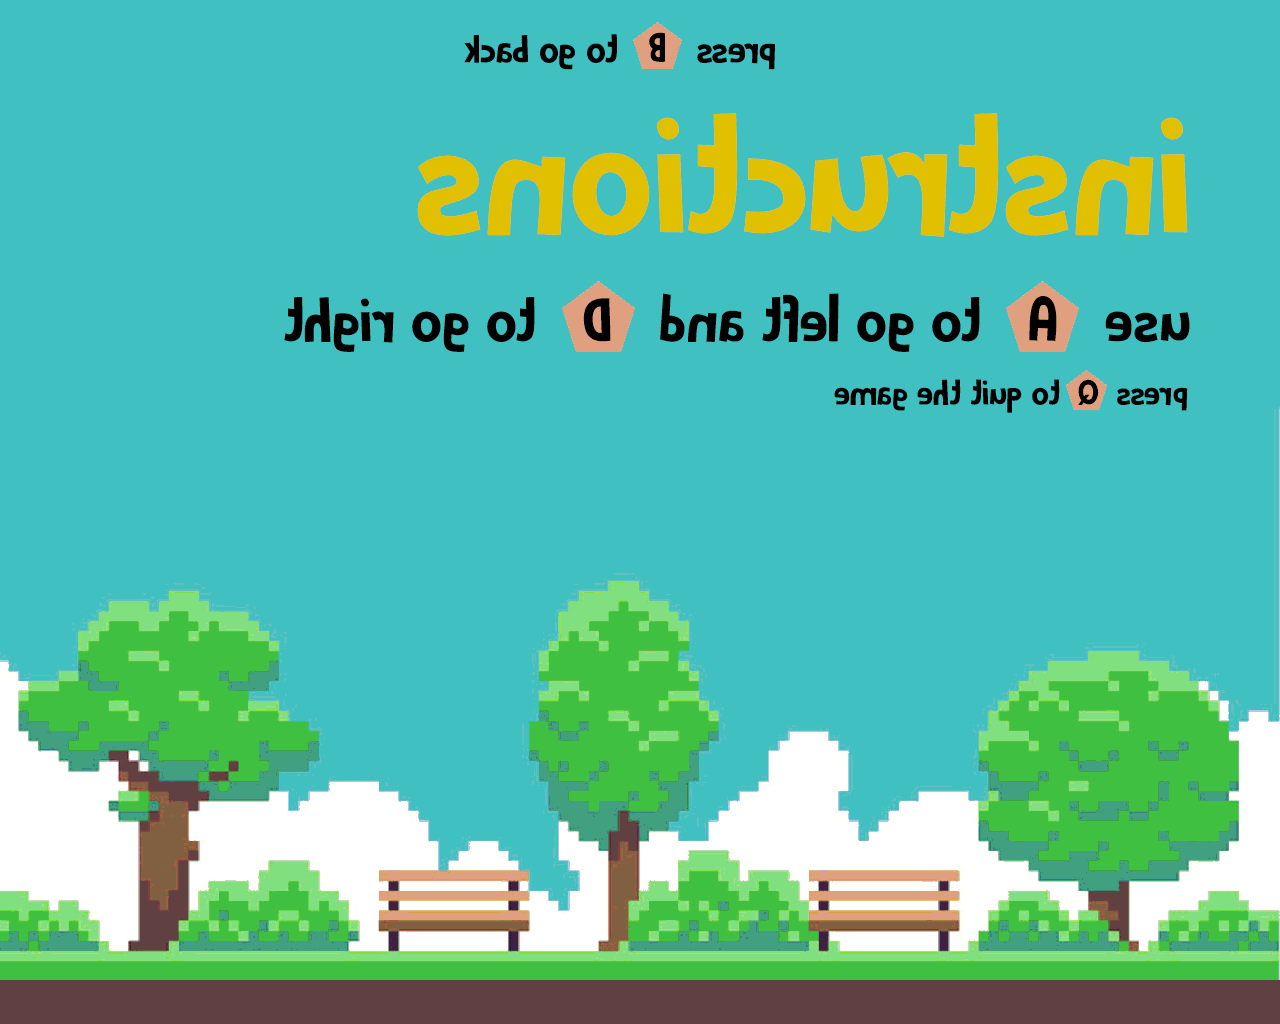 press B to go back
instructions
use A to go left and D to go right
press Q to quit the game